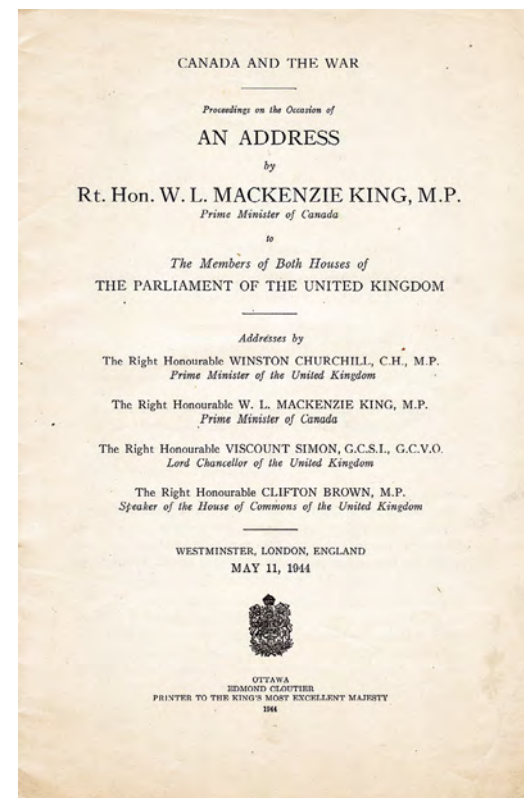 CANADA AND THE WAR
Proceedings on the Occasion of
AN ADDRESS
by
Rt. Hon. W. L. MACKENZIE KING, M.P.
Prime Minister of Canada
to
The Members of Both Houses of
THE PARLIAMENT OF THE UNITED KINGDOM
Addresses by
The Right Honourable WINSTON CHURCHILL, C.H., M.P.
Prime Minister of the United Kingdom
The Right Honourable W. L. MACKENZIE KING, M.P.
Prime Minister of Canada
The Right Honourable VISCOUNT SIMON, G.C.S.I., G.C.V.O.
Lord Chancellor of the United Kingdom
The Right Honourable CLIFTON BROWN, M.P.
Speaker of the House of Commons of the United Kingdom
WESTMINSTER, LONDON, ENGLAND
MAY 11, 1944
OTTAWA
EDMOND CLOUTIER
PRINTER TO THE KING'S MOST EXCELLENT MAJESTY
1944